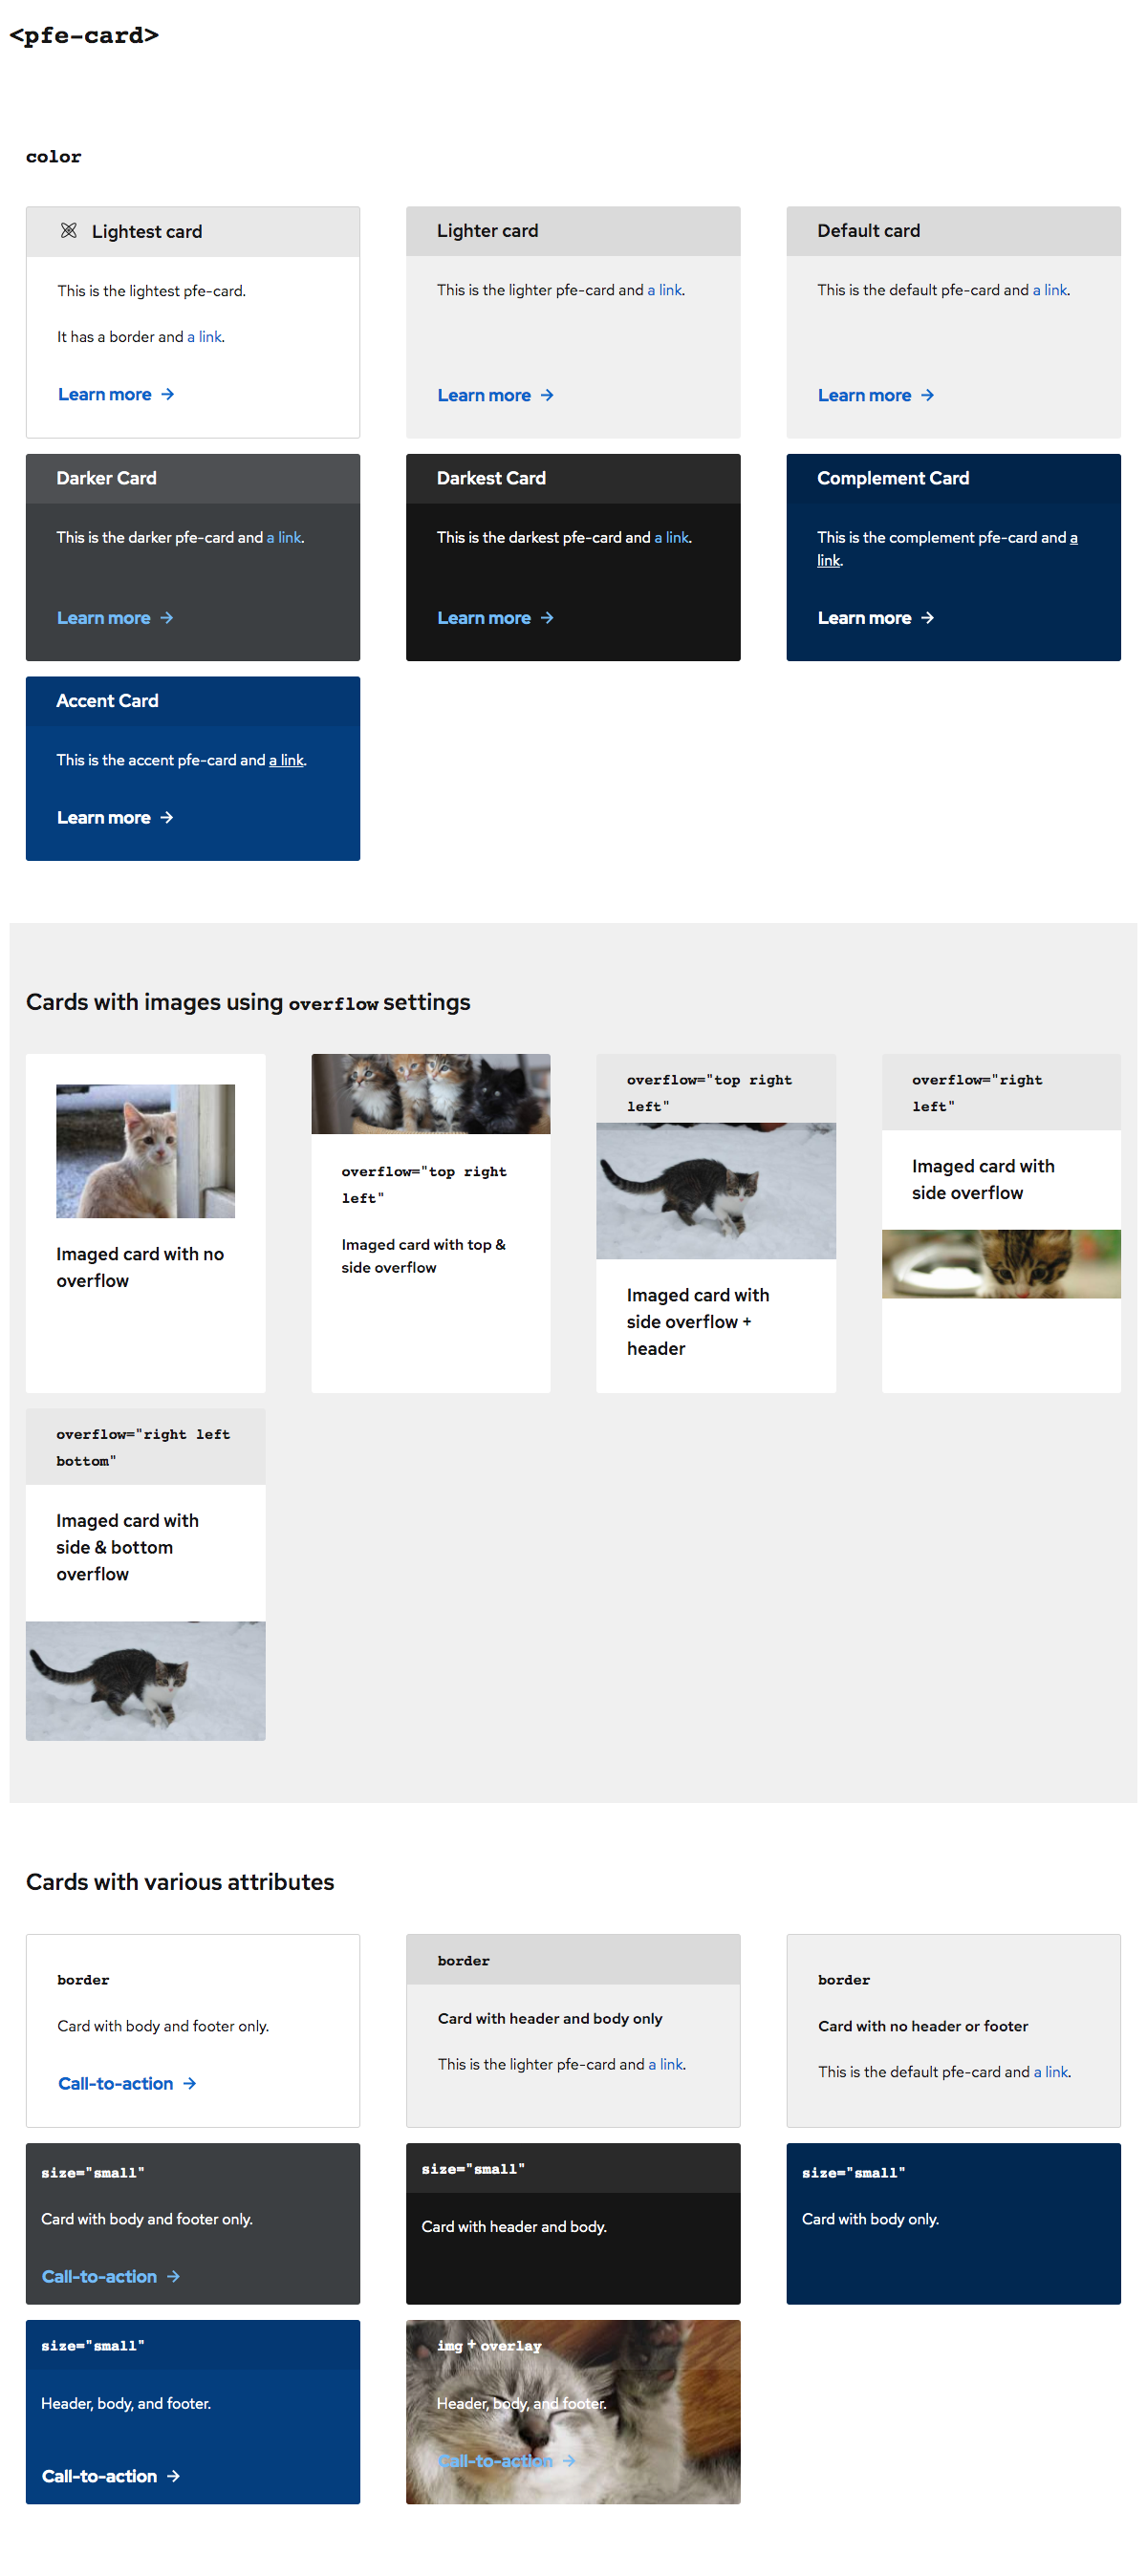 <pfe-card>
color
Lightest card
This is the lightest pfe-card.
It has a border and a link.
Learn more →
Lighter card
This is the lighter pfe-card and a link.
Learn more →
Default card
This is the default pfe-card and a link.
Learn more →
Darker Card
This is the darker pfe-card and a link.
Learn more →
Darkest Card
This is the darkest pfe-card and a link.
Learn more →
Complement Card
This is the complement pfe-card and a
link.
Learn more →
Accent Card
This is the accent pfe-card and a link.
Learn more →
Cards with images using overflow settings
Imaged card with no
overflow
overflow="top right
left"
Imaged card with top &
side overflow
overflow="top right
left"
Imaged card with
side overflow +
header
overflow="right
left"
Imaged card with
side overflow
overflow="right left
bottom"
Imaged card with
side & bottom
overflow
Cards with various attributes
border
Card with body and footer only.
Call-to-action →
border
Card with header and body only
This is the lighter pfe-card and a link.
border
Card with no header or footer
This is the default pfe-card and a link.
size="small"
Card with body and footer only.
Call-to-action →
size="small"
Card with header and body.
size="small"
Card with body only.
size="small"
Header, body, and footer.
Call-to-action →
img + overlay
Header, body, and footer.
Call-to-action →